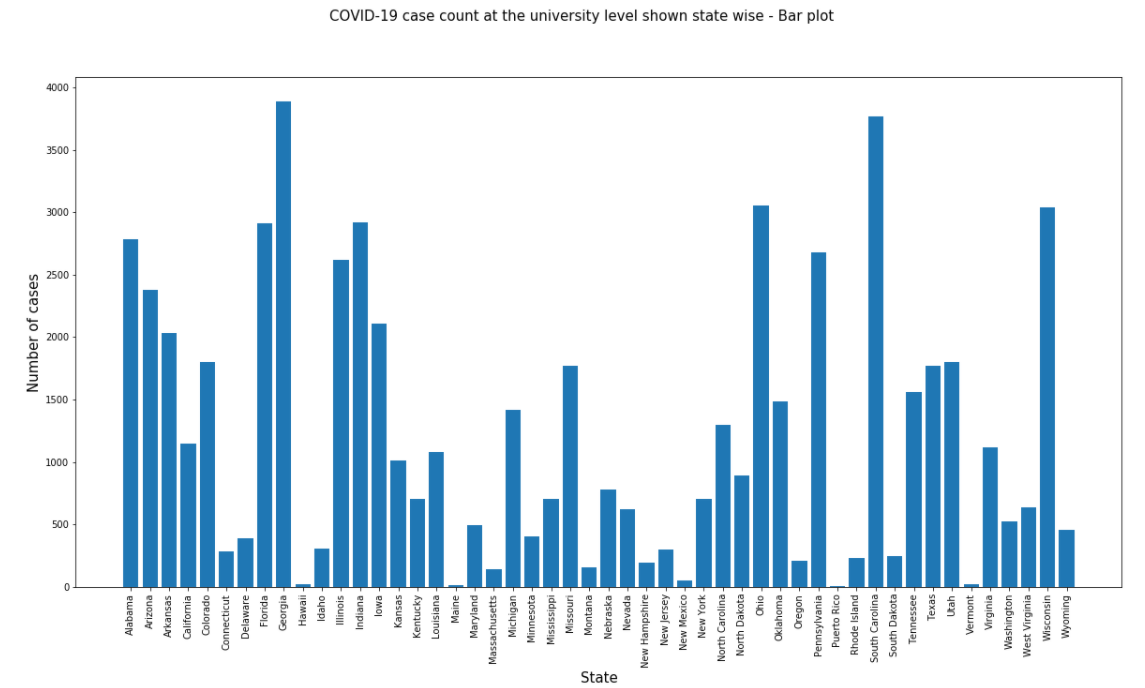 COVID-19 case count at the university level shown state wise - Bar plot
4000
3500
3000
2500
2000
1500
1000
500
0
Number of cases
Alabama
Arizona
Arkansas
California
Colorado
Connecticut
Delaware
Florida
Georgia
Hawaii
Idaho
Illinois
Indiana
Iowa
Kansas
Kentucky
Louisiana
Maine
Maryland
Massachusetts
Michigan
Minnesota
Mississippi
Missouri
Montana
Nebraska
Nevada
New Hampshire
New Jersey
New Mexico
New York
North Carolina
North Dakota
Ohio
Oklahoma
Oregon
Pennsylvania
Puerto Rico
Rhode Island
South Carolina
South Dakota
Tennessee
Texas
Utah
Vermont
Virginia
Washington
West Virginia
Wisconsin
Wyoming
State